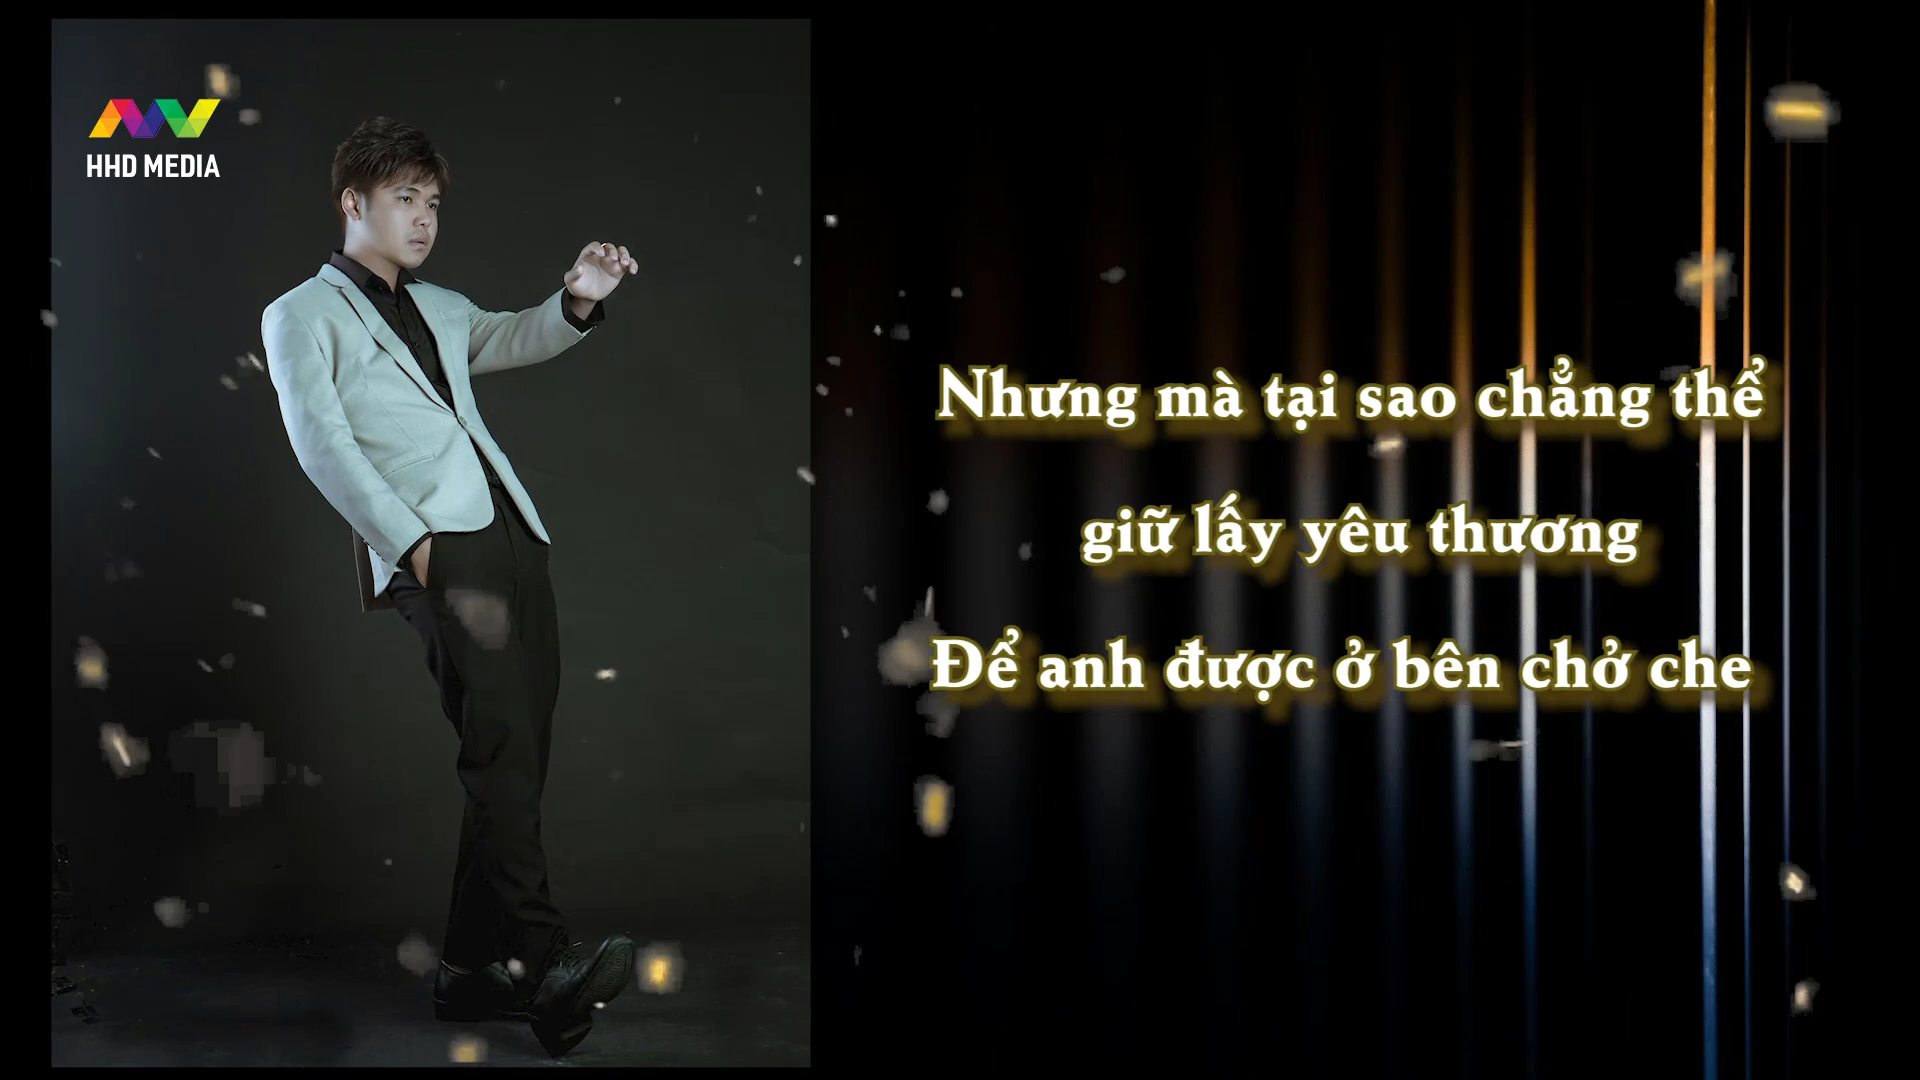 HHD MEDIA
Nhưng mà tại sao chẳng thể
giữ lấy yêu thương
Để anh được ở bên chở che